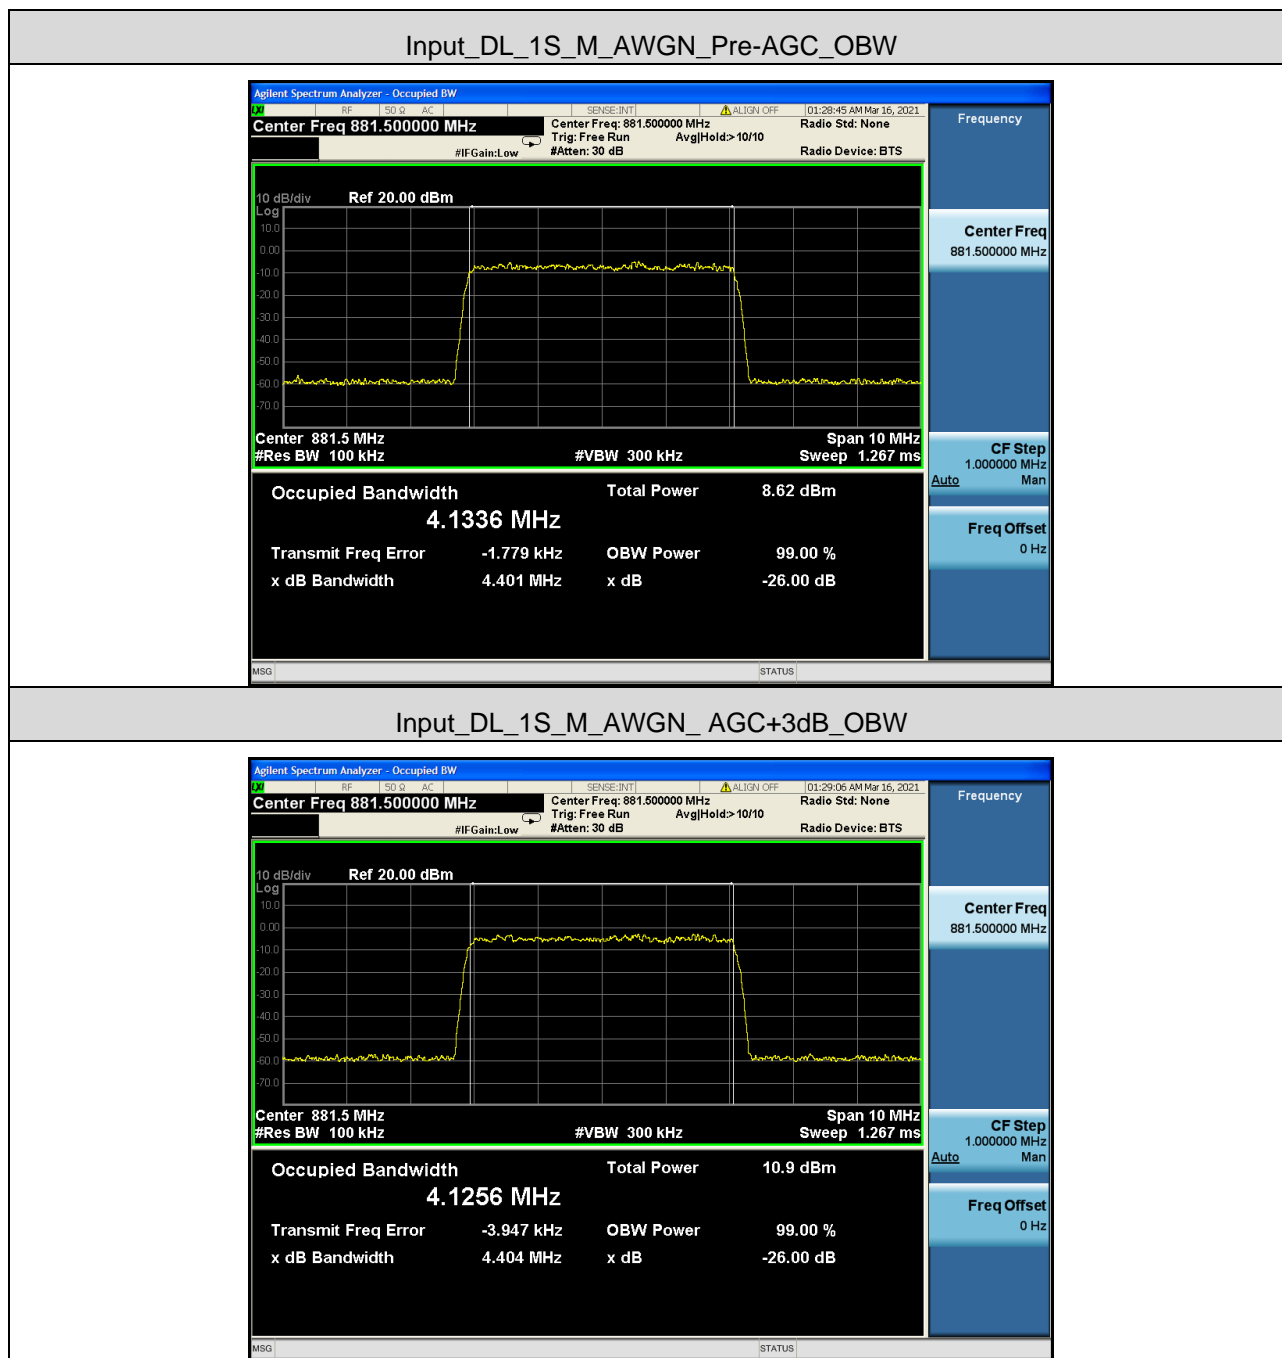 Input_DL_1S_M_AWGN_Pre-AGC_OBW
Agilent Spectrum Analyzer - Occupied BW
LXI RF 50 Ω AC SENSE:INT ALIGN OFF 01:28:45 AM Mar 16, 2021
Center Freq 881.500000 MHz
Center Freq: 881.500000 MHz
Radio Std: None
Trig: Free Run Avg|Hold:>10/10
#IFGain:Low
#Atten: 30 dB
Radio Device: BTS
Frequency
10 dB/div Ref 20.00 dBm
Log
10.0
0.00
-10.0
-20.0
-30.0
-40.0
-50.0
-60.0
-70.0
Center 881.5 MHz Span 10 MHz
#Res BW 100 kHz #VBW 300 kHz Sweep 1.267 ms
Center Freq
881.500000 MHz
CF Step
1.000000 MHz
Auto Man
Freq Offset
0 Hz
Occupied Bandwidth Total Power 8.62 dBm
4.1336 MHz
Transmit Freq Error -1.779 kHz OBW Power 99.00 %
x dB Bandwidth 4.401 MHz x dB -26.00 dB
MSG STATUS
Input_DL_1S_M_AWGN_ AGC+3dB_OBW
Agilent Spectrum Analyzer - Occupied BW
LXI RF 50 Ω AC SENSE:INT ALIGN OFF 01:29:06 AM Mar 16, 2021
Center Freq 881.500000 MHz
Center Freq: 881.500000 MHz
Radio Std: None
Trig: Free Run Avg|Hold:>10/10
#IFGain:Low
#Atten: 30 dB
Radio Device: BTS
Frequency
10 dB/div Ref 20.00 dBm
Log
10.0
0.00
-10.0
-20.0
-30.0
-40.0
-50.0
-60.0
-70.0
Center 881.5 MHz Span 10 MHz
#Res BW 100 kHz #VBW 300 kHz Sweep 1.267 ms
Center Freq
881.500000 MHz
CF Step
1.000000 MHz
Auto Man
Freq Offset
0 Hz
Occupied Bandwidth Total Power 10.9 dBm
4.1256 MHz
Transmit Freq Error -3.947 kHz OBW Power 99.00 %
x dB Bandwidth 4.404 MHz x dB -26.00 dB
MSG STATUS